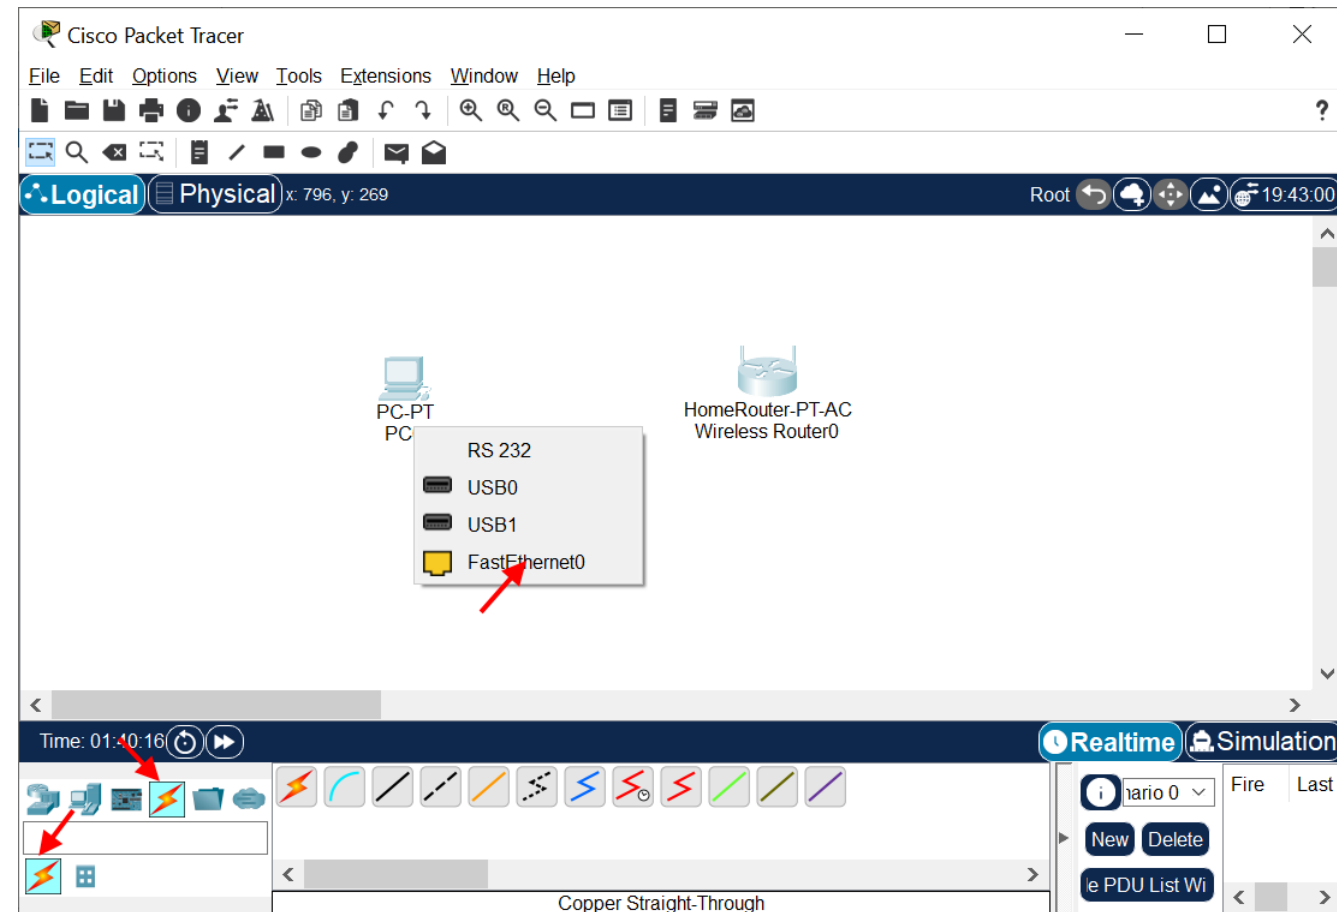 Cisco Packet Tracer
File Edit Options View Tools Extensions Window Help
?
Logical Physical x: 796, y: 269 Root 19:43:00
PC-PT
PC
HomeRouter-PT-AC
Wireless Router0
RS 232
USB0
USB1
FastEthernet0
Time: 01:40:16 Realtime Simulation
nario 0 Fire Last
New Delete
le PDU List Wi
Copper Straight-Through